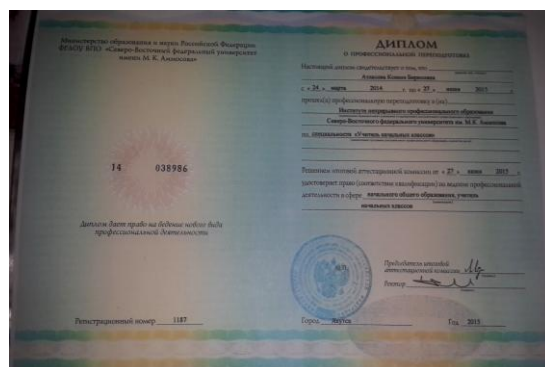 Министерство образования и науки Российской Федерации
ФГАОУ ВПО «Северо-Восточный федеральный университет
имени М. К. Аммосова»
14 038986
Диплом дает право на ведение нового вида
профессиональной деятельности
Регистрационный номер 1187
ДИПЛОМ
О ПРОФЕССИОНАЛЬНОЙ ПЕРЕПОДГОТОВКЕ
Настоящий диплом свидетельствует о том, что
с « 24 » марта 2014 г. по « 27 » июня 2015 г.
прошел(а) профессиональную переподготовку в (на)
Институте непрерывного профессионального образования
Северо-Восточного федерального университета им. М.К. Аммосова
по специальности «Учитель начальных классов»
Решением итоговой аттестационной комиссии от « 27 » июня 2015 г.
удостоверяет право (соответствие квалификации) на ведение профессиональной
деятельности в сфере начального общего образования, учитель
начальных классов
Председатель итоговой
аттестационной комиссии
Ректор
Город Якутск Год 2015